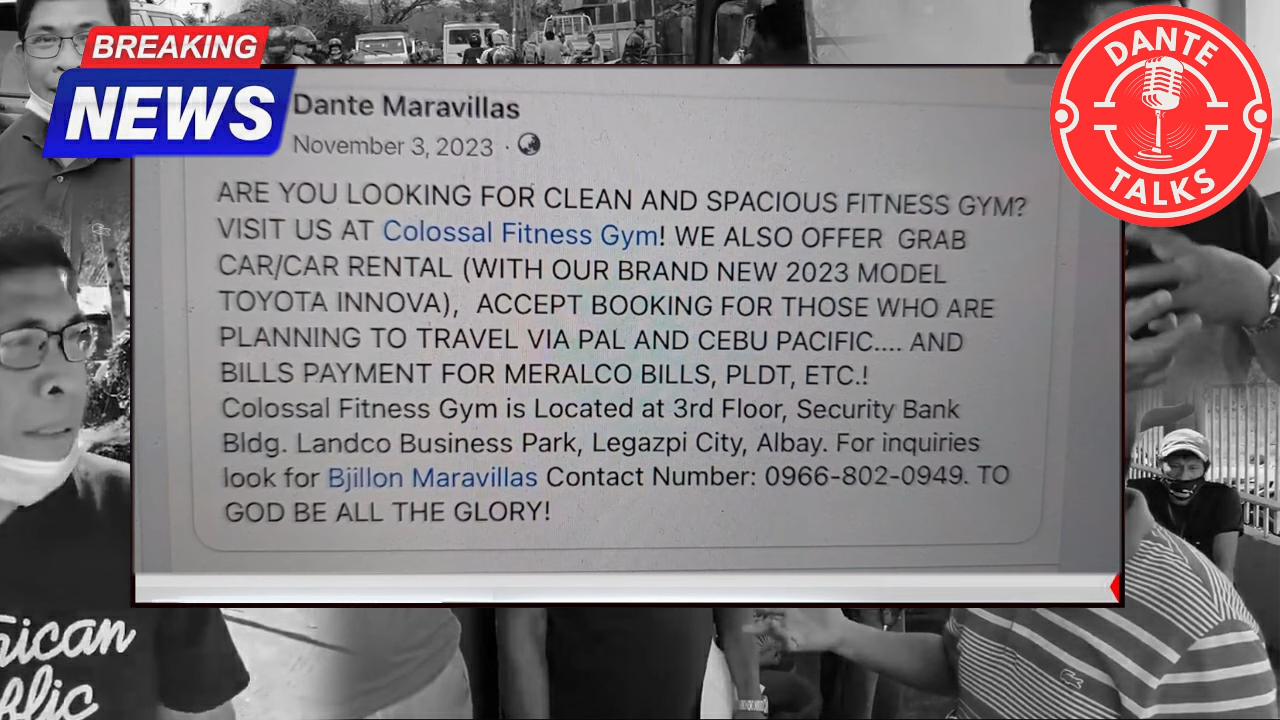 BREAKING
NEWS
DANTE
TALKS
Dante Maravillas
November 3, 2023 ·
ARE YOU LOOKING FOR CLEAN AND SPACIOUS FITNESS GYM?
VISIT US AT Colossal Fitness Gym! WE ALSO OFFER GRAB
CAR/CAR RENTAL (WITH OUR BRAND NEW 2023 MODEL
TOYOTA INNOVA), ACCEPT BOOKING FOR THOSE WHO ARE
PLANNING TO TRAVEL VIA PAL AND CEBU PACIFIC.... AND
BILLS PAYMENT FOR MERALCO BILLS, PLDT, ETC.!
Colossal Fitness Gym is Located at 3rd Floor, Security Bank
Bldg. Landco Business Park, Legazpi City, Albay. For inquiries
look for Bjillon Maravillas Contact Number: 0966-802-0949. TO
GOD BE ALL THE GLORY!